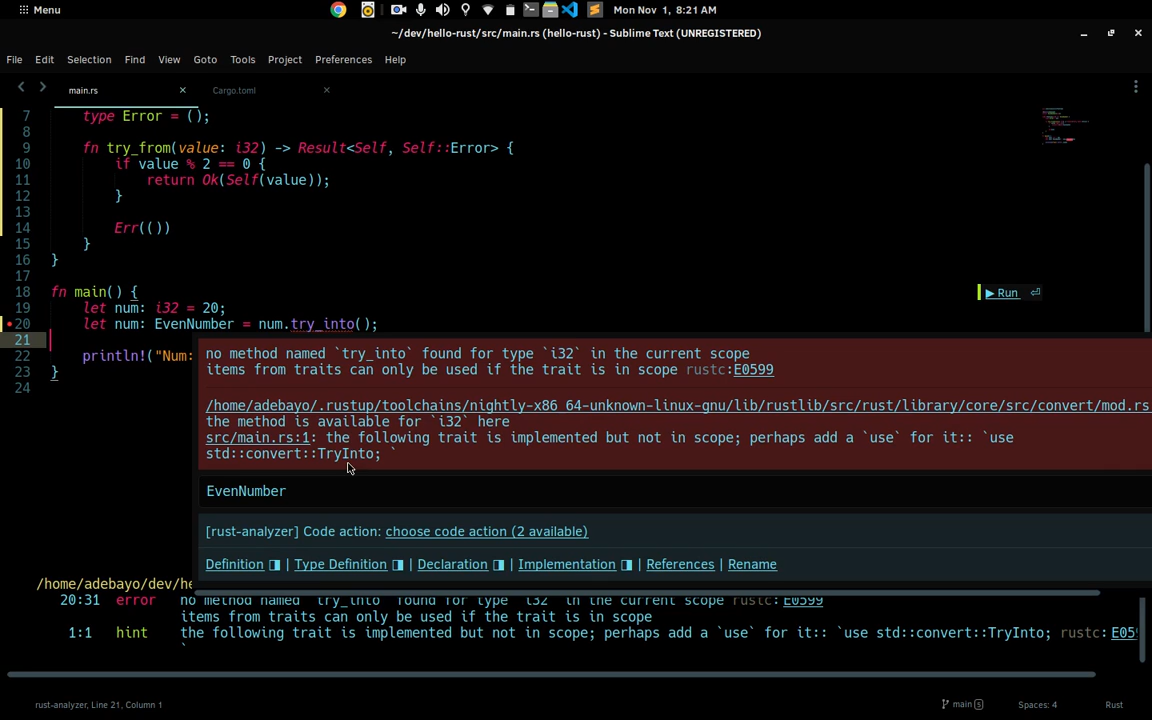 Menu
Mon Nov 1, 8:21 AM
~/dev/hello-rust/src/main.rs (hello-rust) - Sublime Text (UNREGISTERED)
File Edit Selection Find View Goto Tools Project Preferences Help
main.rs
Cargo.toml
7 type Error = ();
8
9 fn try_from(value: i32) -> Result<Self, Self::Error> {
10 if value % 2 == 0 {
11 return Ok(Self(value));
12 }
13
14 Err(())
15 }
16 }
17
18 fn main() {
▶ Run ⏎
19 let num: i32 = 20;
20 let num: EvenNumber = num.try_into();
21
22 println!("Num:
23 }
24
no method named `try_into` found for type `i32` in the current scope
items from traits can only be used if the trait is in scope rustc:E0599
/home/adebayo/.rustup/toolchains/nightly-x86_64-unknown-linux-gnu/lib/rustlib/src/rust/library/core/src/convert/mod.rs
the method is available for `i32` here
src/main.rs:1: the following trait is implemented but not in scope; perhaps add a `use` for it:: `use
std::convert::TryInto; `
EvenNumber
[rust-analyzer] Code action: choose code action (2 available)
Definition | Type Definition | Declaration | Implementation | References | Rename
/home/adebayo/dev/he
20:31 error no method named `try_into` found for type `i32` in the current scope rustc:E0599
items from traits can only be used if the trait is in scope
1:1 hint the following trait is implemented but not in scope; perhaps add a `use` for it:: `use std::convert::TryInto; rustc:E05
`
rust-analyzer, Line 21, Column 1
main 5
Spaces: 4
Rust